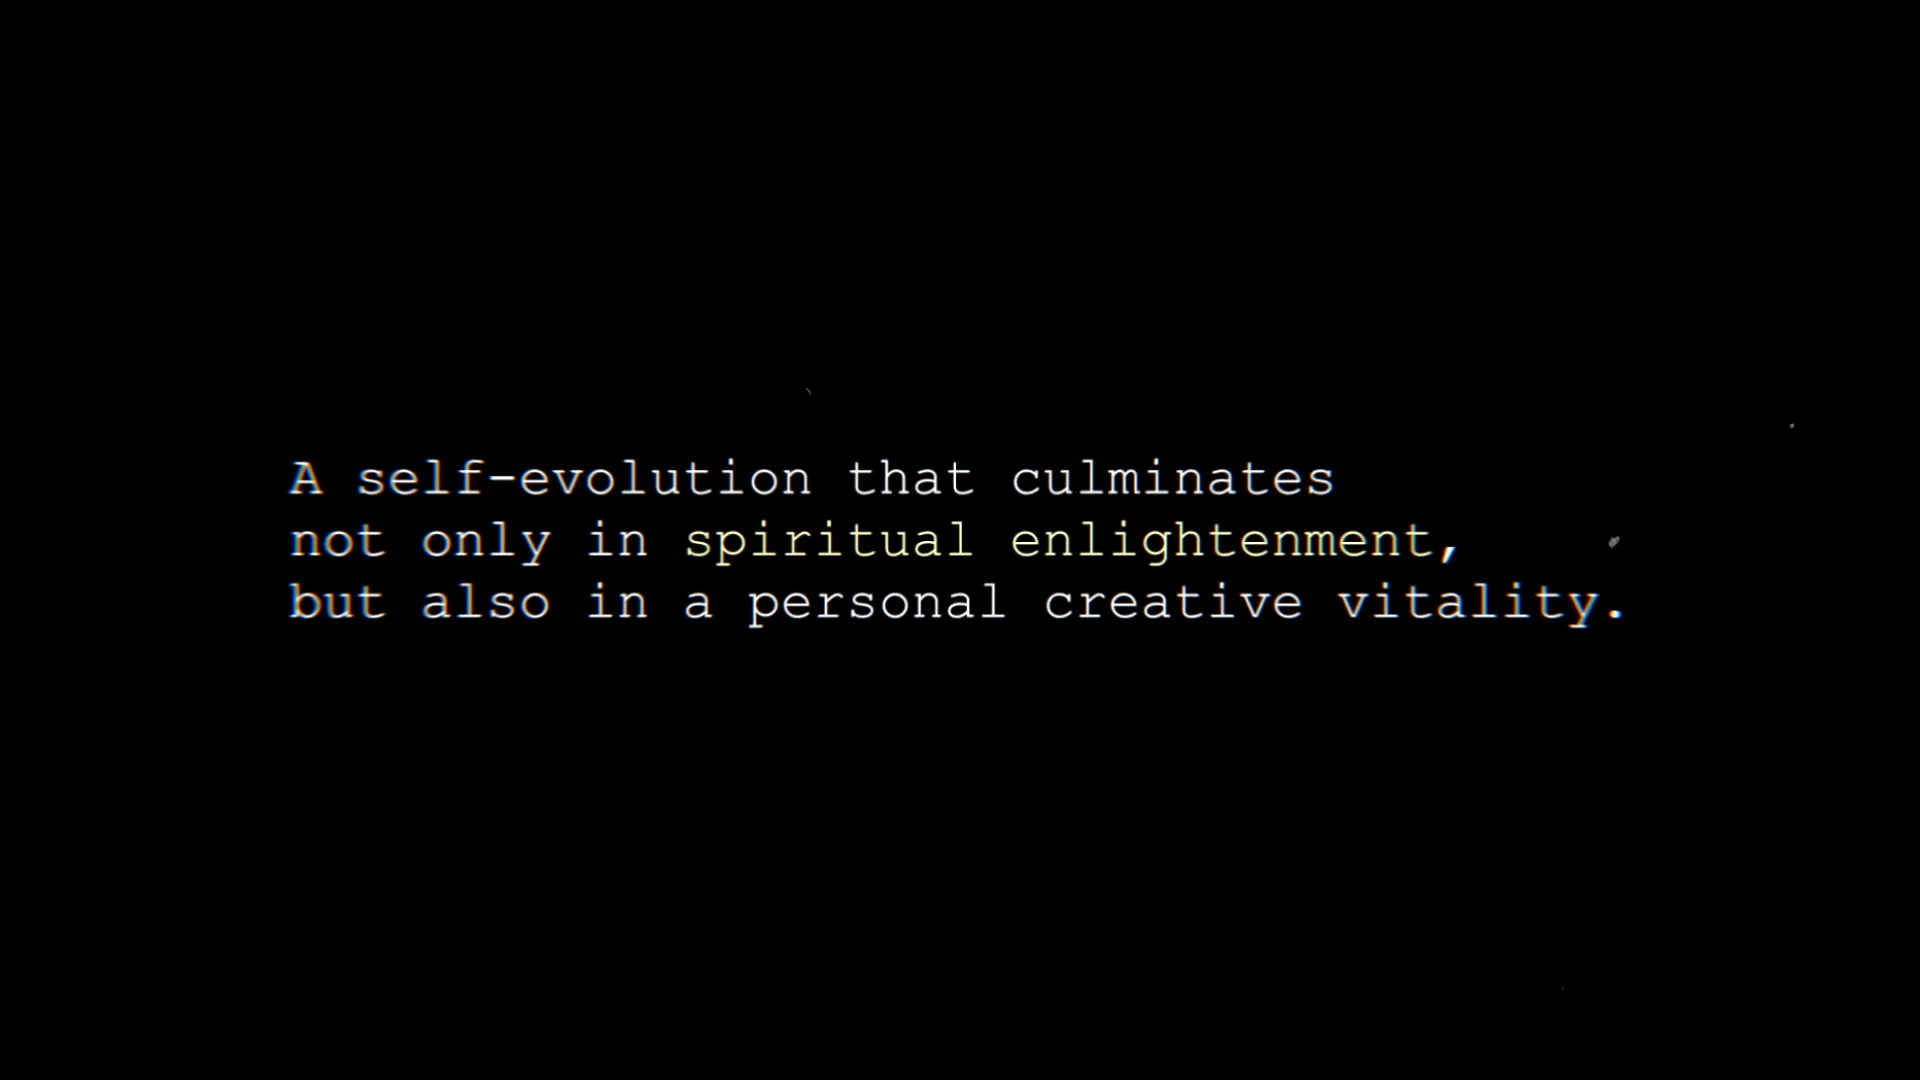 A self-evolution that culminates
not only in spiritual enlightenment,
but also in a personal creative vitality.